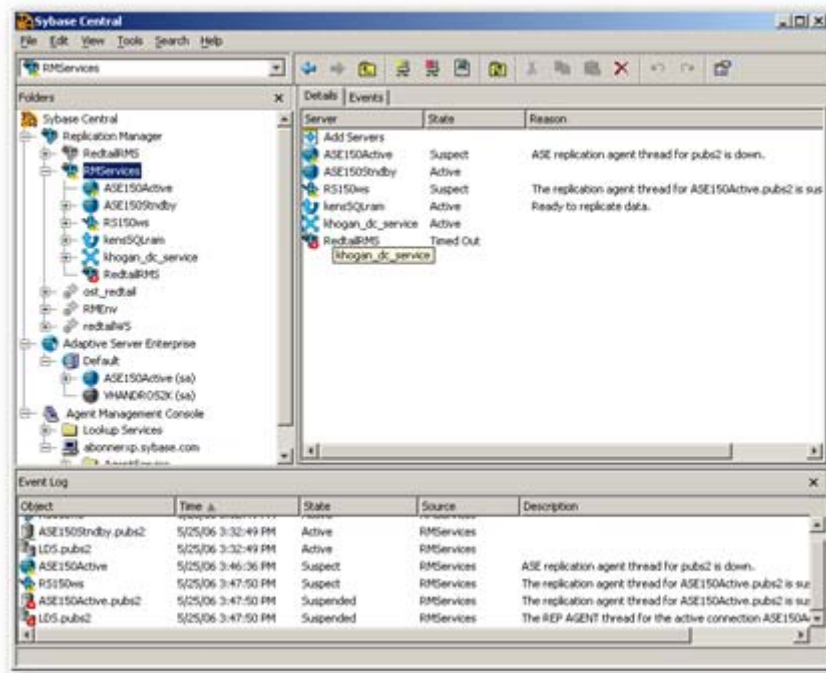 Sybase Central
File Edit View Tools Search Help
RMServices
Folders
Sybase Central
Replication Manager
RedtailRMS
RMServices
ASE150Active
ASE150Stndby
RS150ws
kensSQLram
khogan_dc_service
RedtailRMS
ost_redtail
RMEnv
redtailWS
Adaptive Server Enterprise
Default
ASE150Active (sa)
VHANDROS2K (sa)
Agent Management Console
Lookup Services
abonnerxp.sybase.com
Details Events
Server State Reason
Add Servers
ASE150Active Suspect ASE replication agent thread for pubs2 is down.
ASE150Stndby Active
RS150ws Suspect The replication agent thread for ASE150Active.pubs2 is sus
kensSQLram Active Ready to replicate data.
khogan_dc_service Active
RedtailRMS Timed Out
khogan_dc_service
Event Log
Object Time State Source Description
ASE150Stndby.pubs2 5/25/06 3:32:49 PM Active RMServices
LDS.pubs2 5/25/06 3:32:49 PM Active RMServices
ASE150Active 5/25/06 3:46:36 PM Suspect RMServices ASE replication agent thread for pubs2 is down.
RS150ws 5/25/06 3:47:50 PM Suspect RMServices The replication agent thread for ASE150Active.pubs2 is sus
ASE150Active.pubs2 5/25/06 3:47:50 PM Suspended RMServices The replication agent thread for ASE150Active.pubs2 is sus
LDS.pubs2 5/25/06 3:47:50 PM Suspended RMServices The REP AGENT thread for the active connection ASE150A